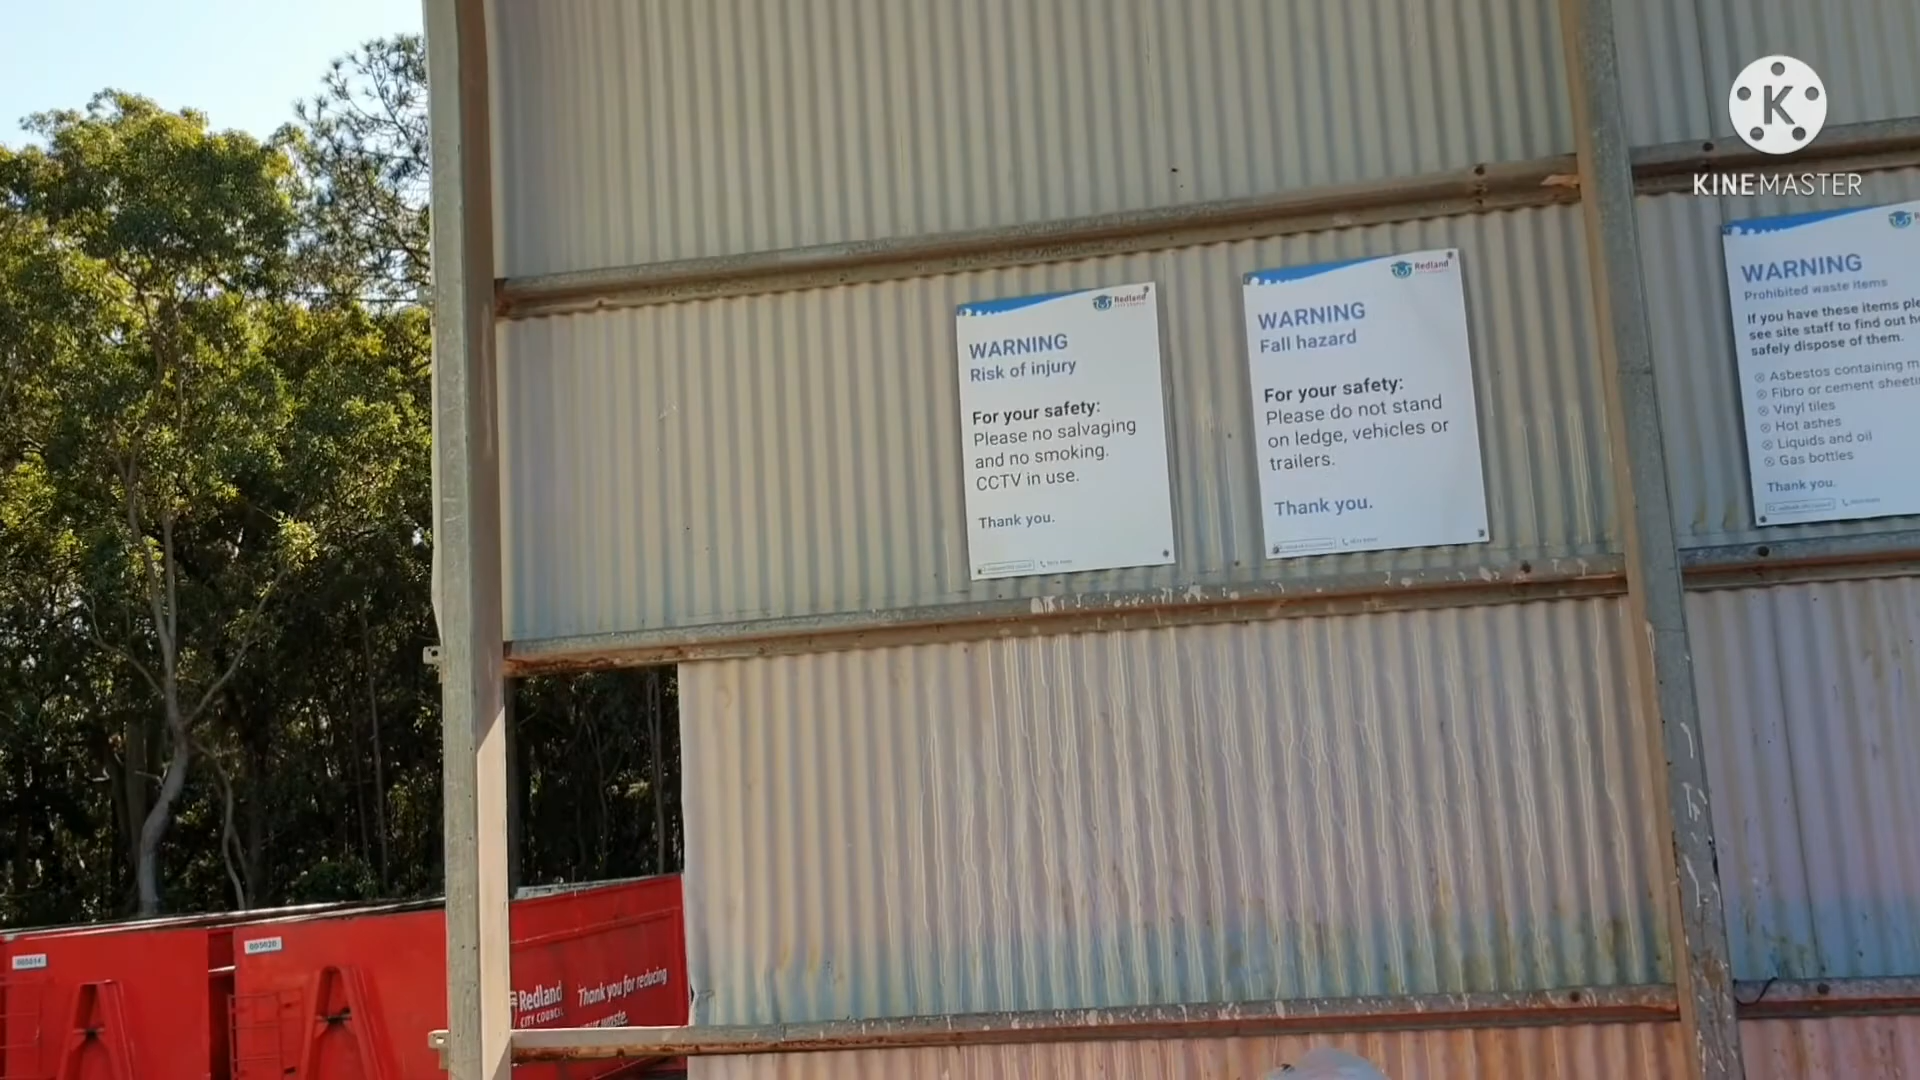 K
KINEMASTER
Redland
WARNING
Risk of injury
For your safety:
Please no salvaging
and no smoking.
CCTV in use.
Thank you.
Redland
WARNING
Fall hazard
For your safety:
Please do not stand
on ledge, vehicles or
trailers.
Thank you.
WARNING
Prohibited waste items
If you have these items
see site staff to find out
safely dispose of them.
Asbestos containing
Fibro or cement
Vinyl tiles
Hot ashes
Liquids and oil
Gas bottles
Thank you.
Redland
CITY COUNCIL
Thank you for reducing
your waste.